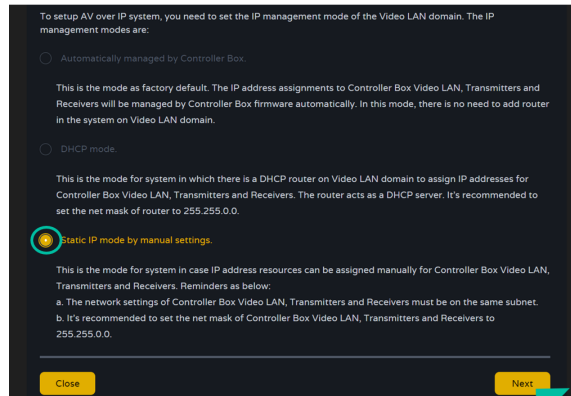 To setup AV over IP system, you need to set the IP management mode of the Video LAN domain. The IP
management modes are:
Automatically managed by Controller Box.
This is the mode as factory default. The IP address assignments to Controller Box Video LAN, Transmitters and
Receivers will be managed by Controller Box firmware automatically. In this mode, there is no need to add router
in the system on Video LAN domain.
DHCP mode.
This is the mode for system in which there is a DHCP router on Video LAN domain to assign IP addresses for
Controller Box Video LAN, Transmitters and Receivers. The router acts as a DHCP server. It's recommended to
set the net mask of router to 255.255.0.0.
Static IP mode by manual settings.
This is the mode for system in case IP address resources can be assigned manually for Controller Box Video LAN,
Transmitters and Receivers. Reminders as below:
a. The network settings of Controller Box Video LAN, Transmitters and Receivers must be on the same subnet.
b. It's recommended to set the net mask of Controller Box Video LAN, Transmitters and Receivers to
255.255.0.0.
Close
Next